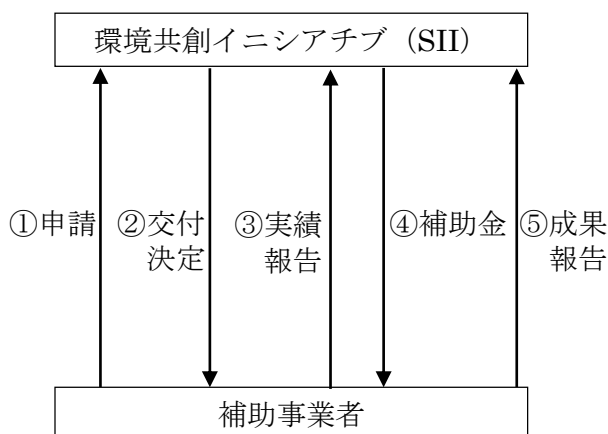 環境共創イニシアチブ（SII）
①申請
②交付
決定
③実績
報告
④補助金
⑤成果
報告
補助事業者